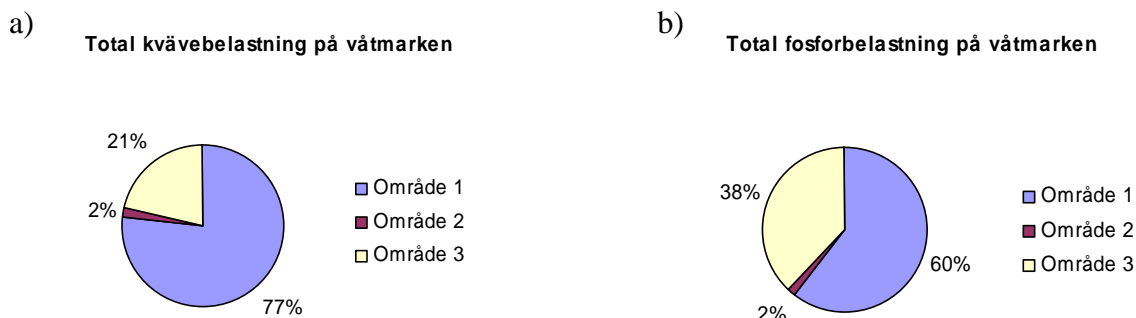 a)
Total kvävebelastning på våtmarken
21%
2%
77%
Område 1
Område 2
Område 3
b)
Total fosforbelastning på våtmarken
38%
2%
60%
Område 1
Område 2
Område 3